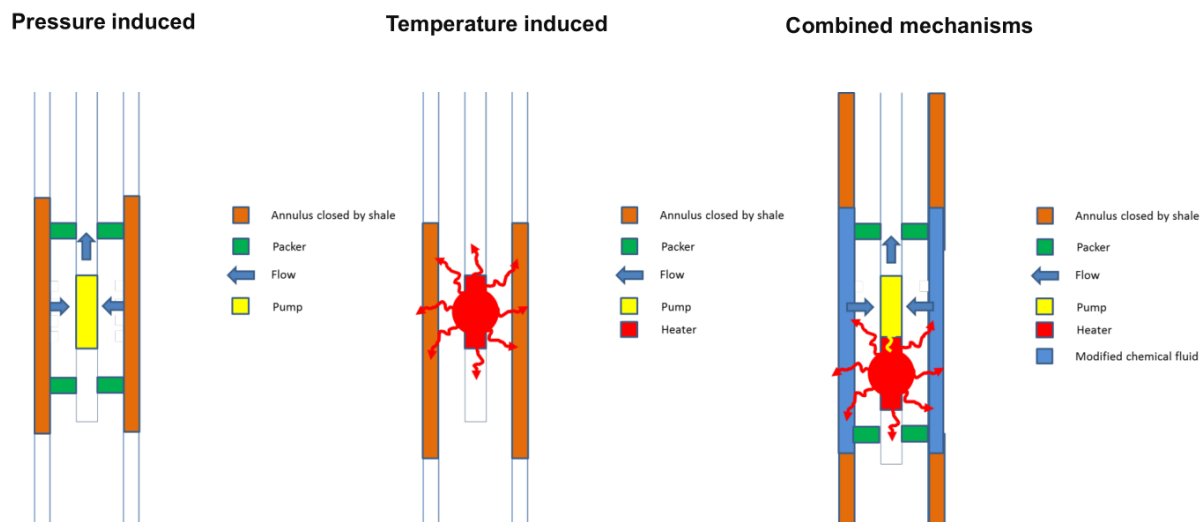 Pressure induced
Temperature induced
Combined mechanisms
Annulus closed by shale
Packer
Flow
Pump
Annulus closed by shale
Packer
Flow
Pump
Heater
Annulus closed by shale
Packer
Flow
Pump
Heater
Modified chemical fluid